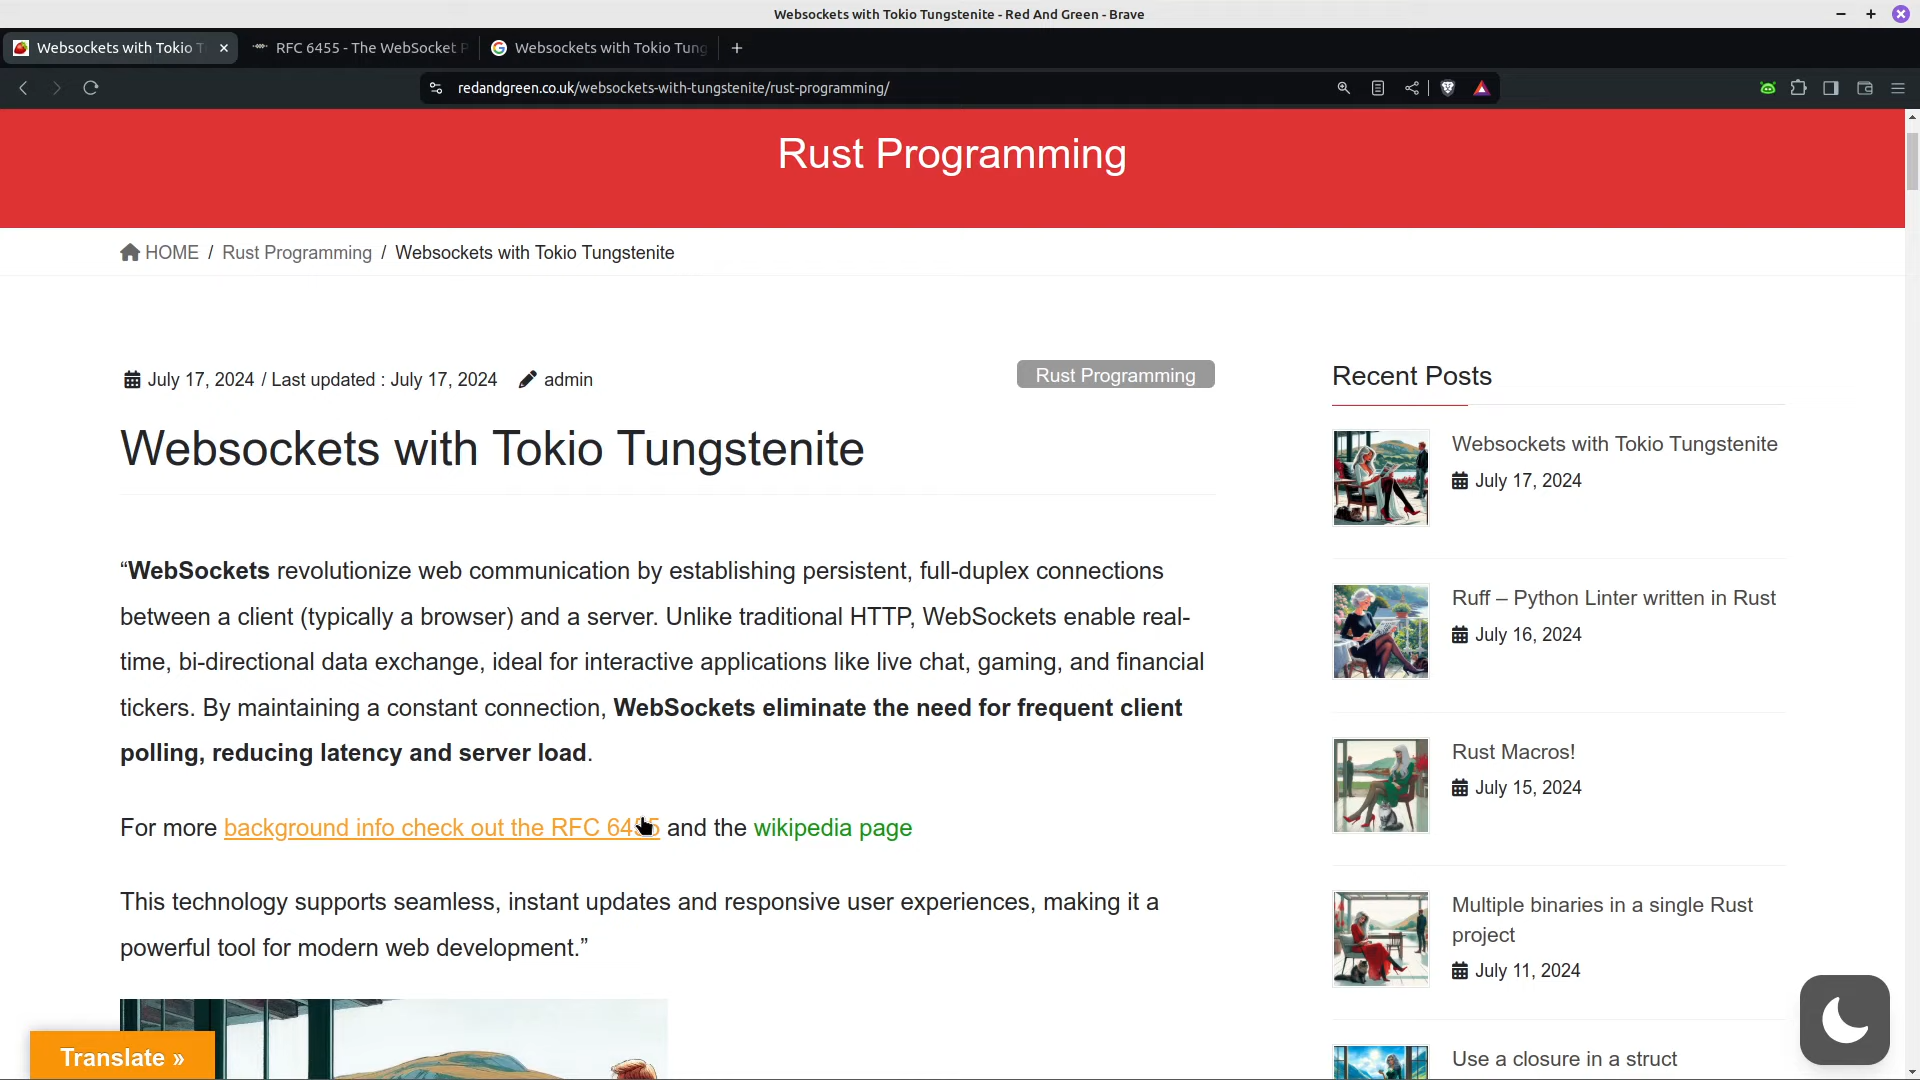 Websockets with Tokio Tungstenite - Red And Green - Brave
Websockets with Tokio T
RFC 6455 - The WebSocket P
Websockets with Tokio Tung
redandgreen.co.uk/websockets-with-tungstenite/rust-programming/
Rust Programming
HOME / Rust Programming / Websockets with Tokio Tungstenite
July 17, 2024 / Last updated : July 17, 2024 admin
Rust Programming
Websockets with Tokio Tungstenite
“WebSockets revolutionize web communication by establishing persistent, full-duplex connections
between a client (typically a browser) and a server. Unlike traditional HTTP, WebSockets enable real-
time, bi-directional data exchange, ideal for interactive applications like live chat, gaming, and financial
tickers. By maintaining a constant connection, WebSockets eliminate the need for frequent client
polling, reducing latency and server load.
For more background info check out the RFC 6455 and the wikipedia page
This technology supports seamless, instant updates and responsive user experiences, making it a
powerful tool for modern web development.”
Translate »
Recent Posts
Websockets with Tokio Tungstenite
July 17, 2024
Ruff – Python Linter written in Rust
July 16, 2024
Rust Macros!
July 15, 2024
Multiple binaries in a single Rust
project
July 11, 2024
Use a closure in a struct